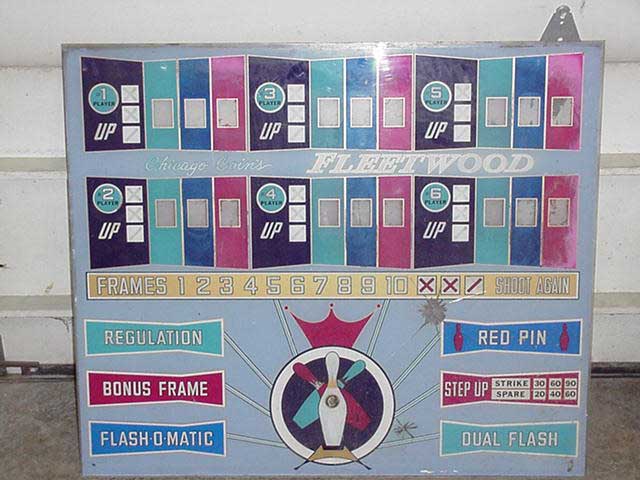 1 PLAYER UP
3 PLAYER UP
5 PLAYER UP
Chicago Coin's FLEETWOOD
2 PLAYER UP
4 PLAYER UP
6 PLAYER UP
FRAMES 1 2 3 4 5 6 7 8 9 10 X X / SHOOT AGAIN
REGULATION
RED PIN
BONUS FRAME
STEP UP STRIKE 30 60 90
SPARE 20 40 60
FLASH-O-MATIC
DUAL FLASH